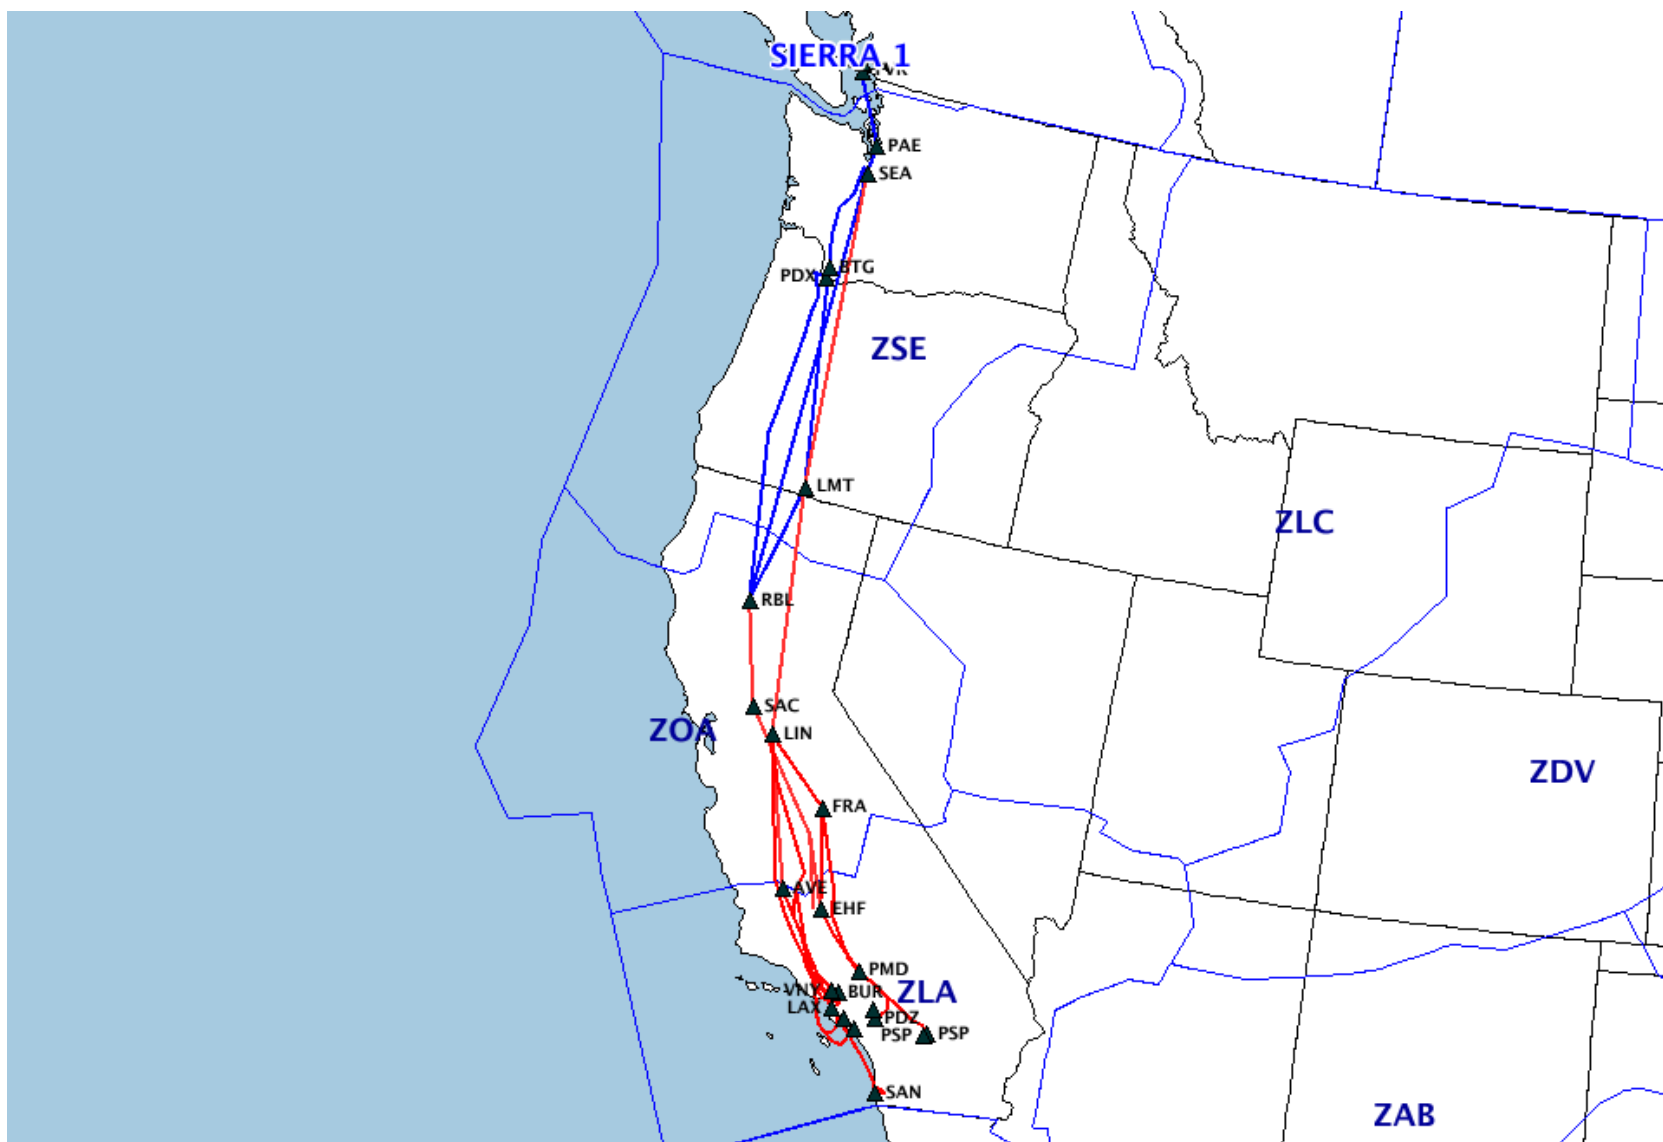 SIERRA 1
PAE
SEA
BTG
PDX
ZSE
LMT
ZLC
RBL
SAC
ZOA
LIN
ZDV
FRA
AVE
EHF
PMD
VNY
BUR
ZLA
LAX
PDZ
PSP
PSP
SAN
ZAB